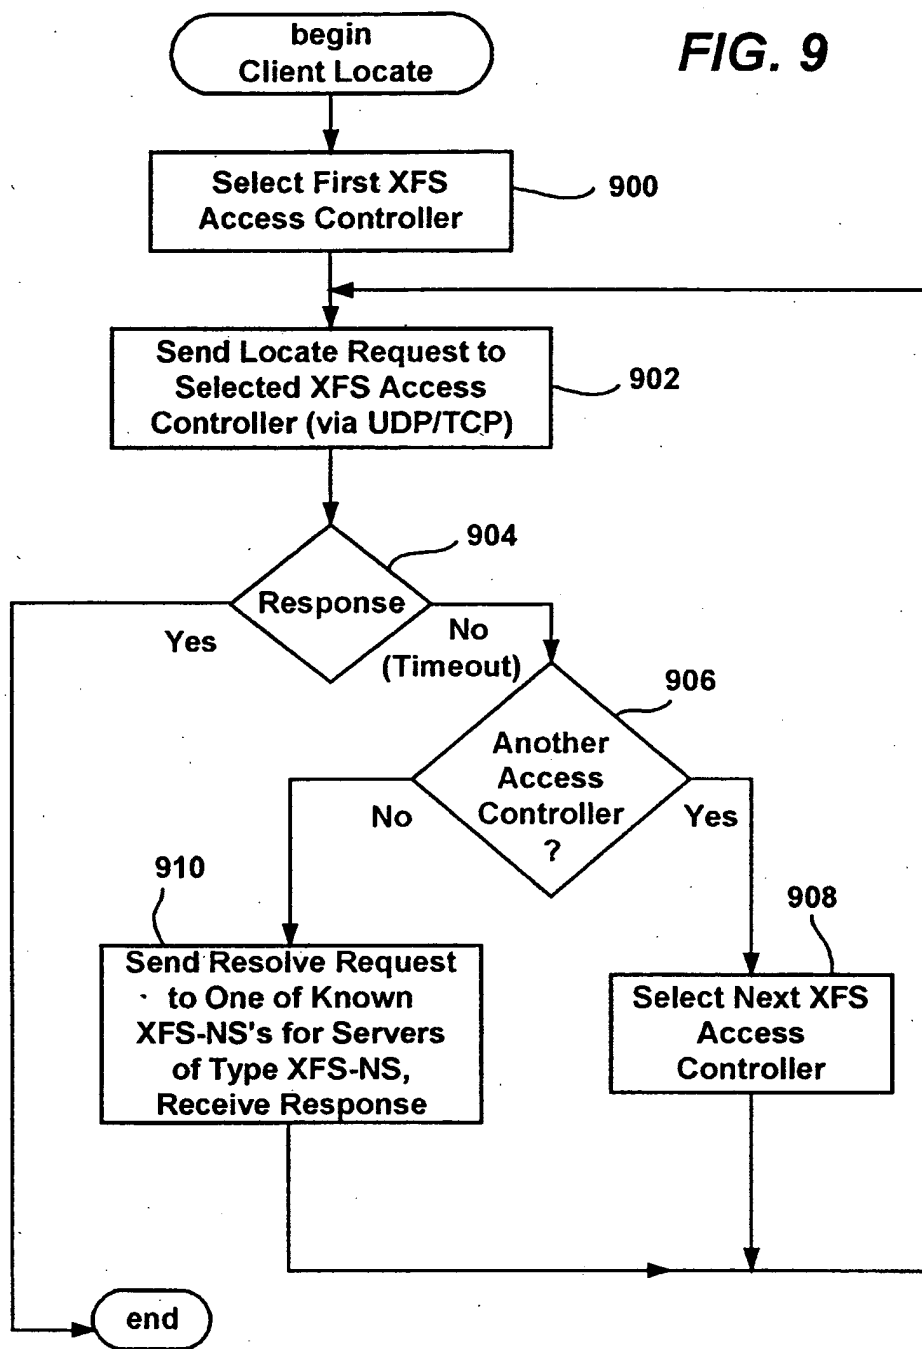 begin
Client Locate
FIG. 9
Select First XFS
Access Controller
900
Send Locate Request to
Selected XFS Access
Controller (via UDP/TCP)
902
904
Response
Yes
No
(Timeout)
906
Another
Access
Controller
?
No
Yes
910
Send Resolve Request
to One of Known
XFS-NS's for Servers
of Type XFS-NS,
Receive Response
908
Select Next XFS
Access
Controller
end